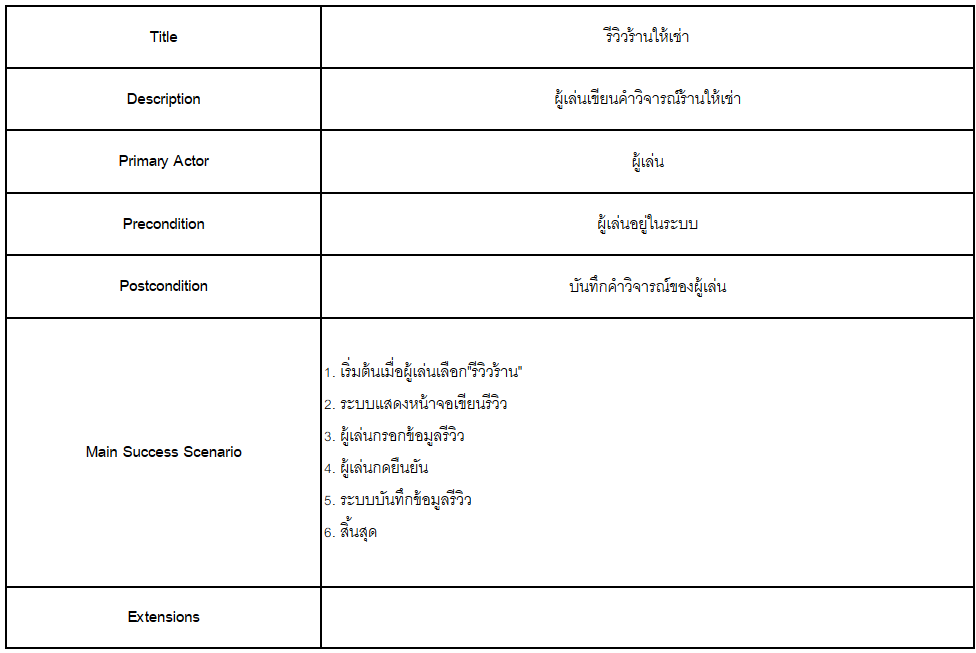 Title
รีวิวร้านให้เช่า
Description
ผู้เล่นเขียนคำวิจารณ์ร้านให้เช่า
Primary Actor
ผู้เล่น
Precondition
ผู้เล่นอยู่ในระบบ
Postcondition
บันทึกคำวิจารณ์ของผู้เล่น
Main Success Scenario
1. เริ่มต้นเมื่อผู้เล่นเลือก"รีวิวร้าน"
2. ระบบแสดงหน้าจอเขียนรีวิว
3. ผู้เล่นกรอกข้อมูลรีวิว
4. ผู้เล่นกดยืนยัน
5. ระบบบันทึกข้อมูลรีวิว
6. สิ้นสุด
Extensions